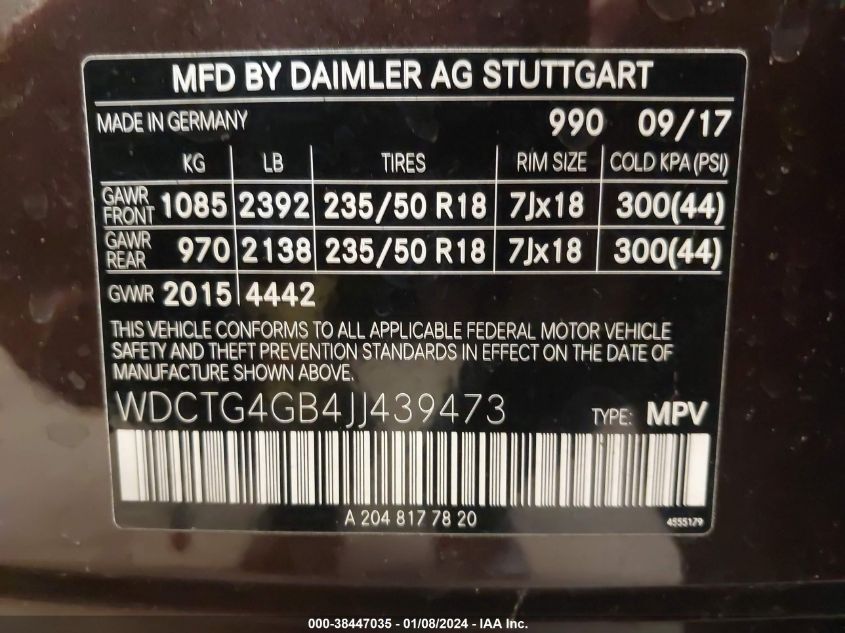 MFD BY DAIMLER AG STUTTGART
MADE IN GERMANY 990 09/17
KG LB TIRES RIM SIZE COLD KPA (PSI)
GAWR FRONT 1085 2392 235/50 R18 7Jx18 300(44)
GAWR REAR 970 2138 235/50 R18 7Jx18 300(44)
GVWR 2015 4442
THIS VEHICLE CONFORMS TO ALL APPLICABLE FEDERAL MOTOR VEHICLE
SAFETY AND THEFT PREVENTION STANDARDS IN EFFECT ON THE DATE OF
MANUFACTURE SHOWN ABOVE.
WDCTG4GB4JJ439473 TYPE: MPV
A 204 817 78 20 4555179
000-38447035 - 01/08/2024 - IAA Inc.